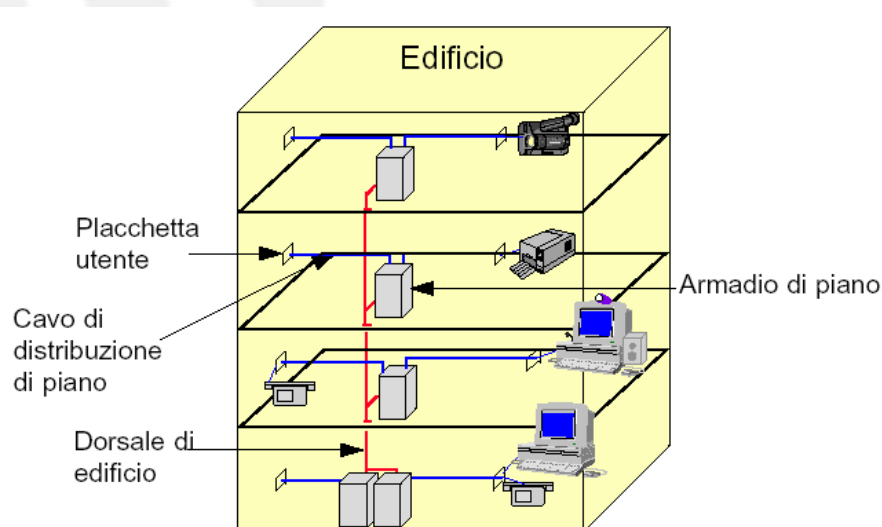 Edificio
Placchetta
utente
Armadio di piano
Cavo di
distribuzione
di piano
Dorsale di
edificio